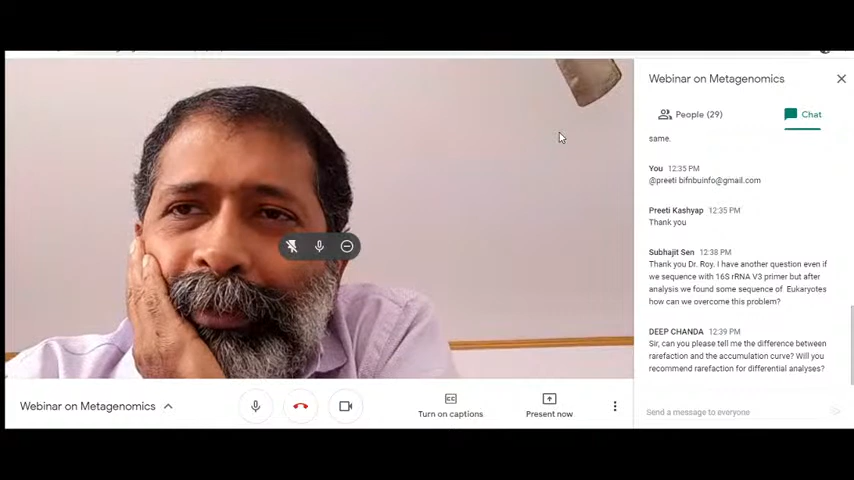 Webinar on Metagenomics
People (29)
Chat
same.
You 12:35 PM
@preeti bifnbuinfo@gmail.com
Preeti Kashyap 12:35 PM
Thank you
Subhajit Sen 12:38 PM
Thank you Dr. Roy. I have another question even if
we sequence with 16S rRNA V3 primer but after
analysis we found some sequence of Eukaryotes
how can we overcome this problem?
DEEP CHANDA 12:39 PM
Sir, can you please tell me the difference between
rarefaction and the accumulation curve? Will you
recommend rarefaction for differential analyses?
Send a message to everyone
Webinar on Metagenomics
Turn on captions
Present now